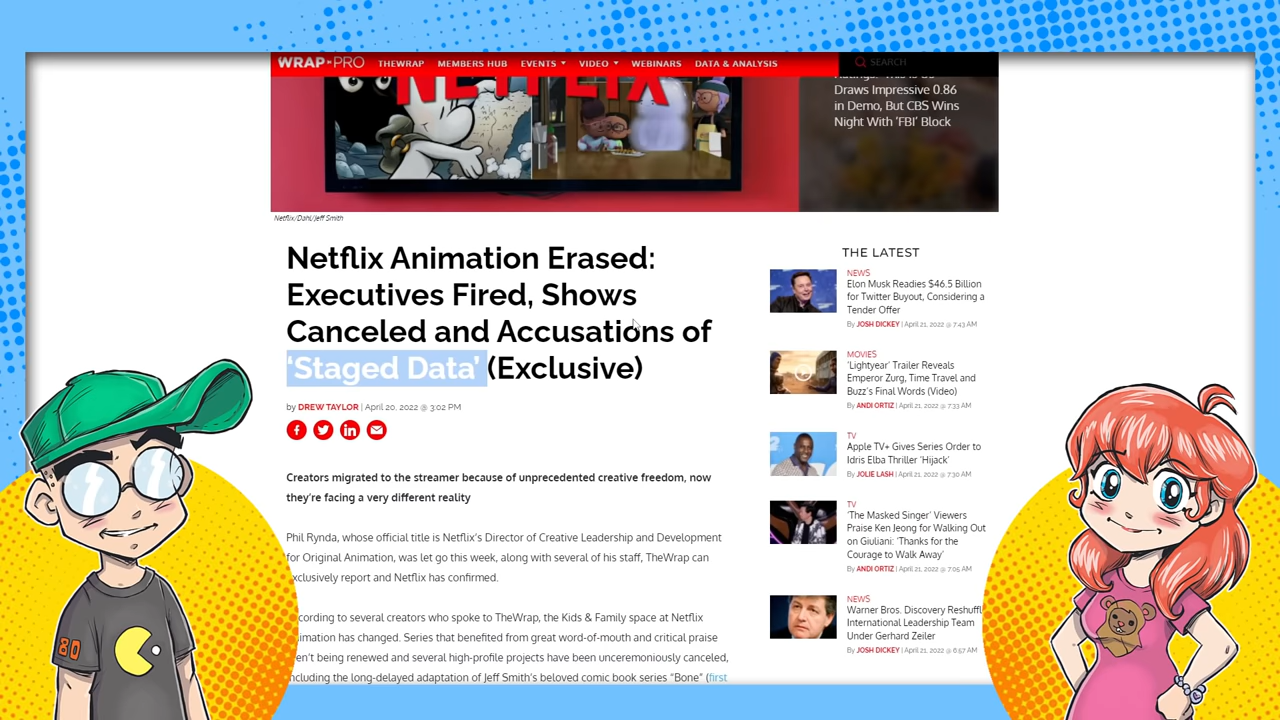 WRAP PRO THEWRAP MEMBERS HUB EVENTS VIDEO WEBINARS DATA & ANALYSIS SEARCH
NETFLIX
Draws Impressive 0.86
in Demo, But CBS Wins
Night With 'FBI' Block
Netflix/Dahl/Jeff Smith
Netflix Animation Erased:
Executives Fired, Shows
Canceled and Accusations of
'Staged Data' (Exclusive)
by DREW TAYLOR | April 20, 2022 @ 3:02 PM
Creators migrated to the streamer because of unprecedented creative freedom, now
they're facing a very different reality
Phil Rynda, whose official title is Netflix's Director of Creative Leadership and Development
for Original Animation, was let go this week, along with several of his staff, TheWrap can
xclusively report and Netflix has confirmed.
cording to several creators who spoke to TheWrap, the Kids & Family space at Netflix
nimation has changed. Series that benefited from great word-of-mouth and critical praise
en't being renewed and several high-profile projects have been unceremoniously canceled,
ncluding the long-delayed adaptation of Jeff Smith's beloved comic book series "Bone" (first
THE LATEST
NEWS
Elon Musk Readies $46.5 Billion
for Twitter Buyout, Considering a
Tender Offer
By JOSH DICKEY | April 21, 2022 @ 7:43 AM
MOVIES
'Lightyear' Trailer Reveals
Emperor Zurg, Time Travel and
Buzz's Final Words (Video)
By ANDI ORTIZ | April 21, 2022 @ 7:33 AM
TV
Apple TV+ Gives Series Order to
Idris Elba Thriller 'Hijack'
By JOLIE LASH | April 21, 2022 @ 7:30 AM
TV
'The Masked Singer' Viewers
Praise Ken Jeong for Walking Out
on Giuliani: 'Thanks for the
Courage to Walk Away'
By ANDI ORTIZ | April 21, 2022 @ 7:05 AM
NEWS
Warner Bros. Discovery Reshuffl
International Leadership Team
Under Gerhard Zeiler
By JOSH DICKEY | April 21, 2022 @ 6:57 AM
80